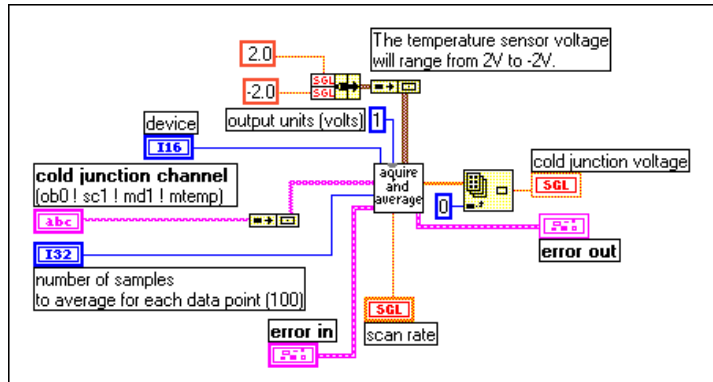 2.0
The temperature sensor voltage
will range from 2V to -2V.
SGL
SGL
-2.0
device
output units (volts)
1
I16
cold junction channel
(ob0 ! sc1 ! md1 ! mtemp)
aquire
and
average
cold junction voltage
SGL
abc
0
I32
error out
number of samples
to average for each data point (100)
SGL
error in
scan rate